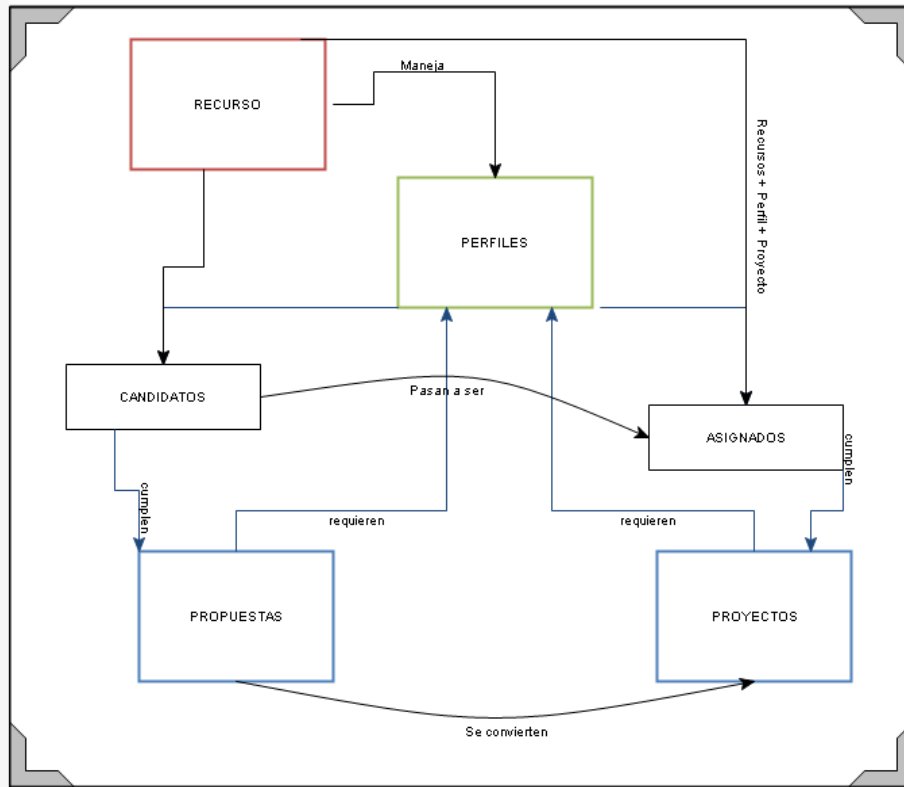 RECURSO
Maneja
Recursos + Perfil + Proyecto
PERFILES
CANDIDATOS
Pasan a ser
ASIGNADOS
cumplen
cumplen
requieren
requieren
PROPUESTAS
PROYECTOS
Se convierten